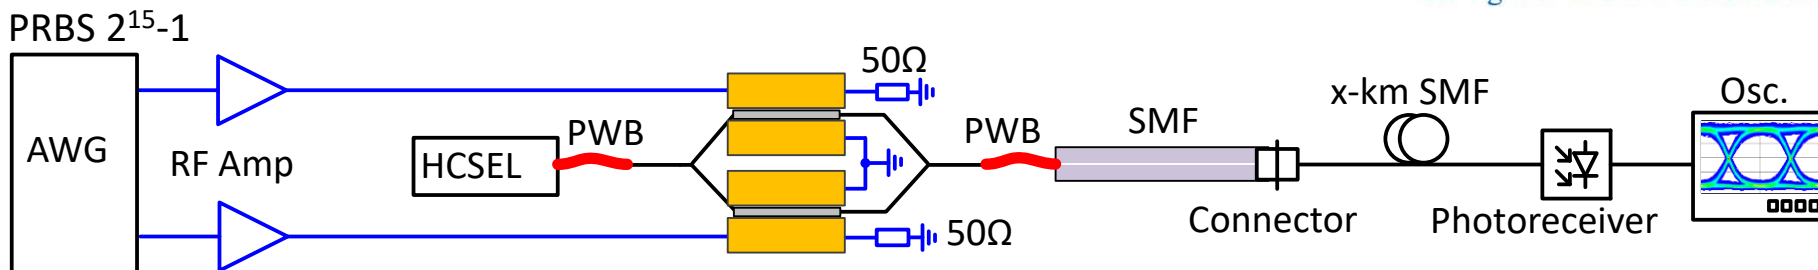 PRBS 2¹⁵-1
AWG
RF Amp
HCSEL
PWB
50Ω
50Ω
PWB
SMF
Connector
x-km SMF
Photoreceiver
Osc.